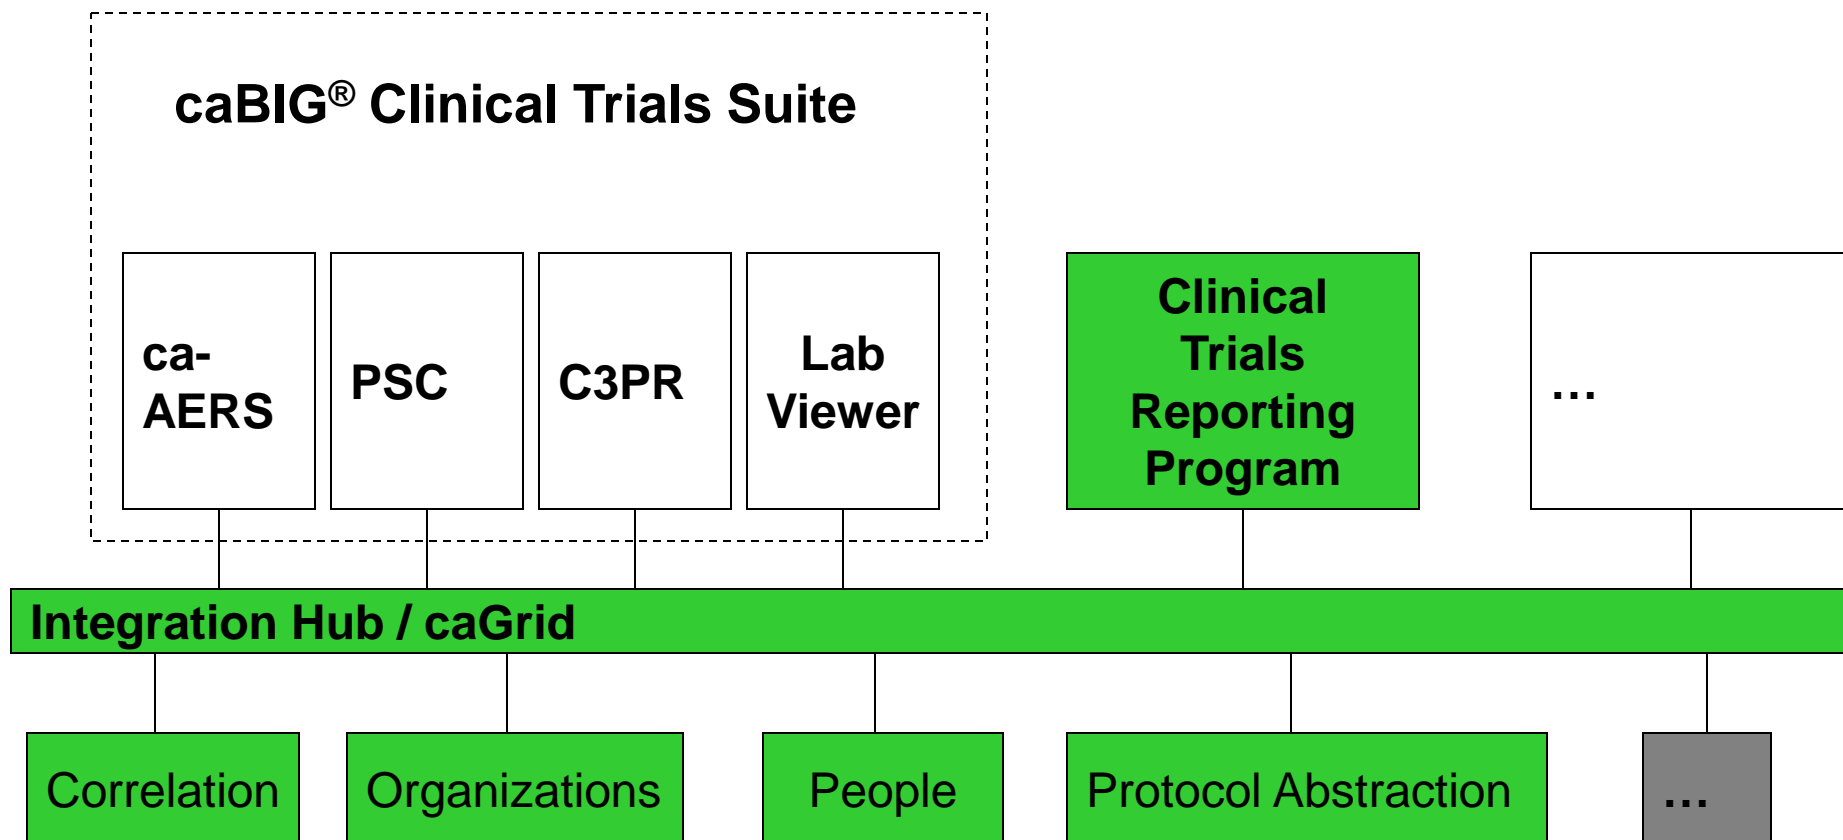 caBIG® Clinical Trials Suite
ca-
AERS
PSC
C3PR
Lab
Viewer
Clinical
Trials
Reporting
Program
...
Integration Hub / caGrid
Correlation
Organizations
People
Protocol Abstraction
...